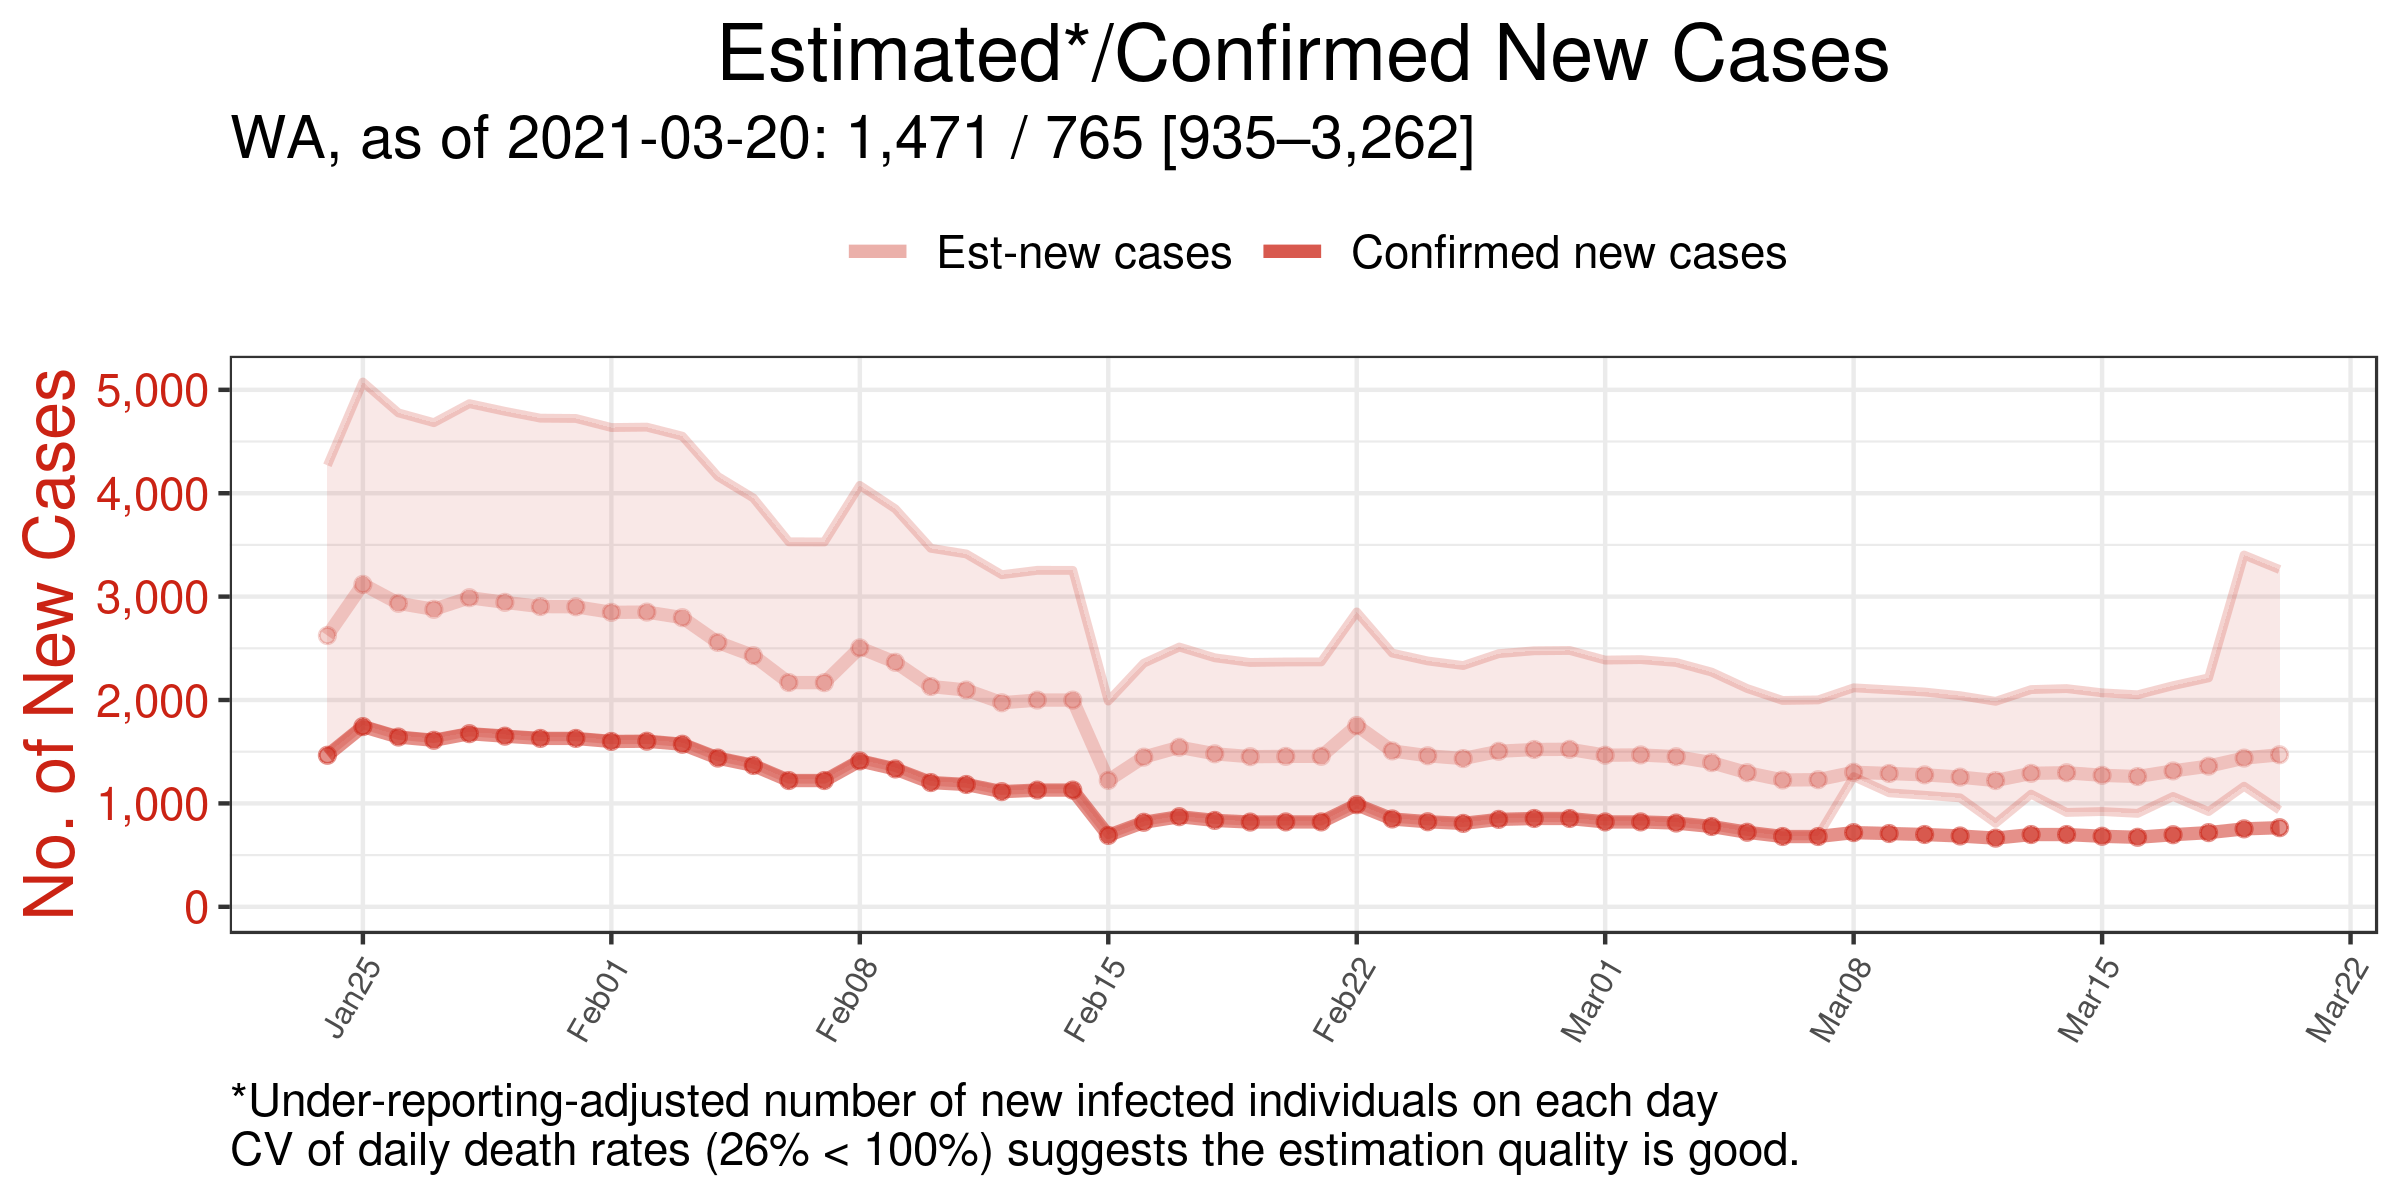 Estimated*/Confirmed New Cases
WA, as of 2021-03-20: 1,471 / 765 [935–3,262]
Est-new cases
Confirmed new cases
No. of New Cases
5,000
4,000
3,000
2,000
1,000
0
Jan25
Feb01
Feb08
Feb15
Feb22
Mar01
Mar08
Mar15
Mar22
*Under-reporting-adjusted number of new infected individuals on each day
CV of daily death rates (26% < 100%) suggests the estimation quality is good.